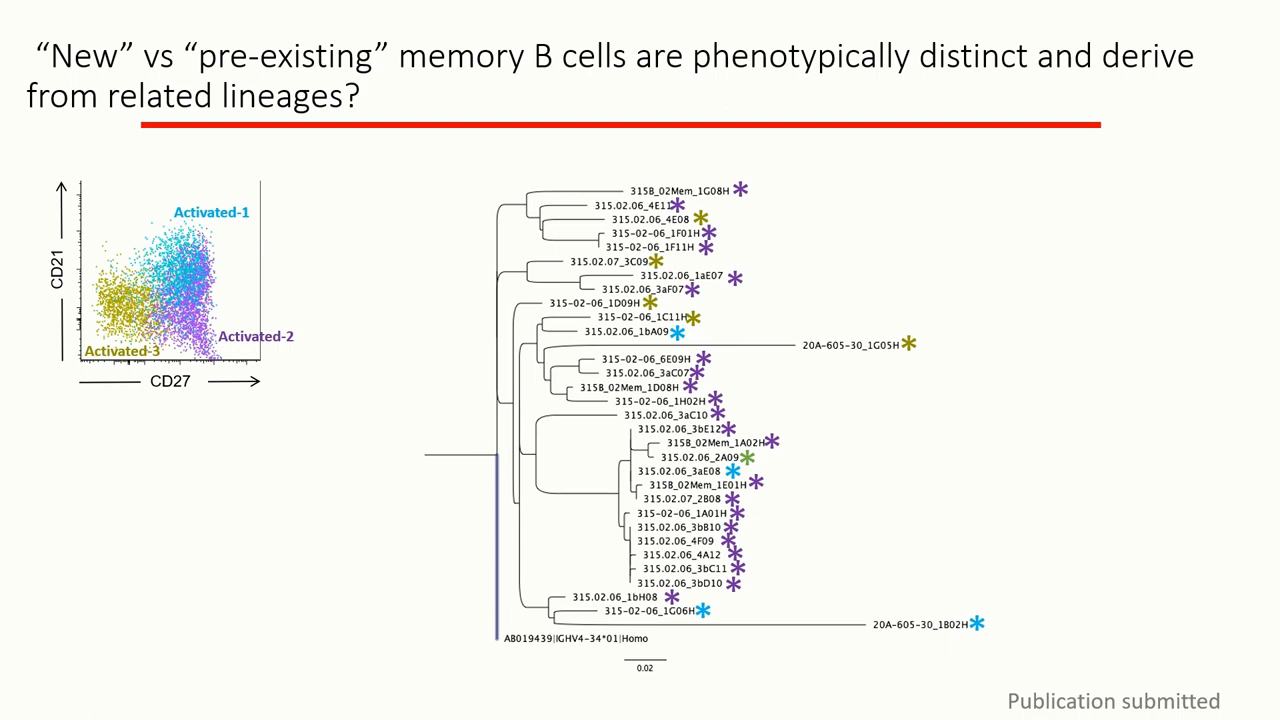 “New” vs “pre-existing” memory B cells are phenotypically distinct and derive
from related lineages?
Activated-1
CD21
Activated-2
Activated-3
CD27
315B_02Mem_1G08H *
315.02.06_4E11 *
315.02.06_4E08 *
315-02-06_1F01H *
315-02-06_1F11H *
315.02.07_3C09 *
315.02.06_1aE07 *
315.02.06_3aF07 *
315-02-06_1D09H *
315-02-06_1C11H *
315.02.06_1bA09 *
20A-605-30_1G05H *
315-02-06_6E09H *
315.02.06_3aC07 *
315B_02Mem_1D08H *
315-02-06_1H02H *
315.02.06_3aC10 *
315.02.06_3bE12 *
315B_02Mem_1A02H *
315.02.06_2A09 *
315.02.06_3aE08 *
315B_02Mem_1E01H *
315.02.07_2B08 *
315-02-06_1A01H *
315.02.06_3bB10 *
315.02.06_4F09 *
315.02.06_4A12 *
315.02.06_3bC11 *
315.02.06_3bD10 *
315.02.06_1bH08 *
315-02-06_1G06H *
20A-605-30_1B02H *
AB019439|IGHV4-34*01|Homo
0.02
Publication submitted